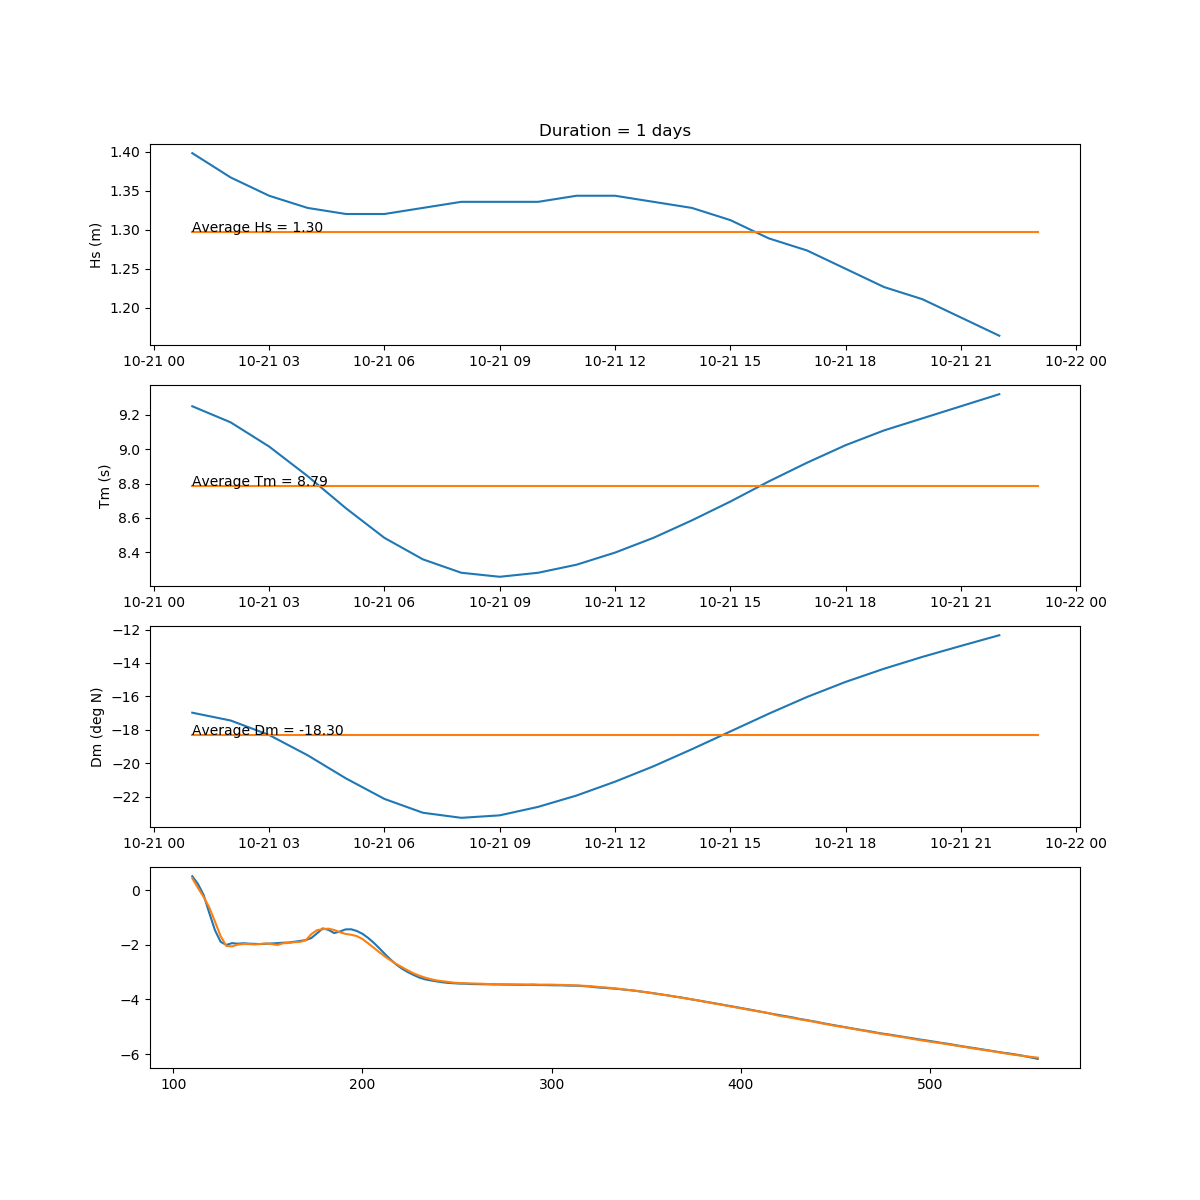 Duration = 1 days
1.40
1.35
1.30
1.25
1.20
Hs (m)
Average Hs = 1.30
10-21 00 10-21 03 10-21 06 10-21 09 10-21 12 10-21 15 10-21 18 10-21 21 10-22 00
9.2
9.0
8.8
8.6
8.4
Tm (s)
Average Tm = 8.79
10-21 00 10-21 03 10-21 06 10-21 09 10-21 12 10-21 15 10-21 18 10-21 21 10-22 00
−12
−14
−16
−18
−20
−22
Dm (deg N)
Average Dm = -18.30
10-21 00 10-21 03 10-21 06 10-21 09 10-21 12 10-21 15 10-21 18 10-21 21 10-22 00
0
−2
−4
−6
100 200 300 400 500